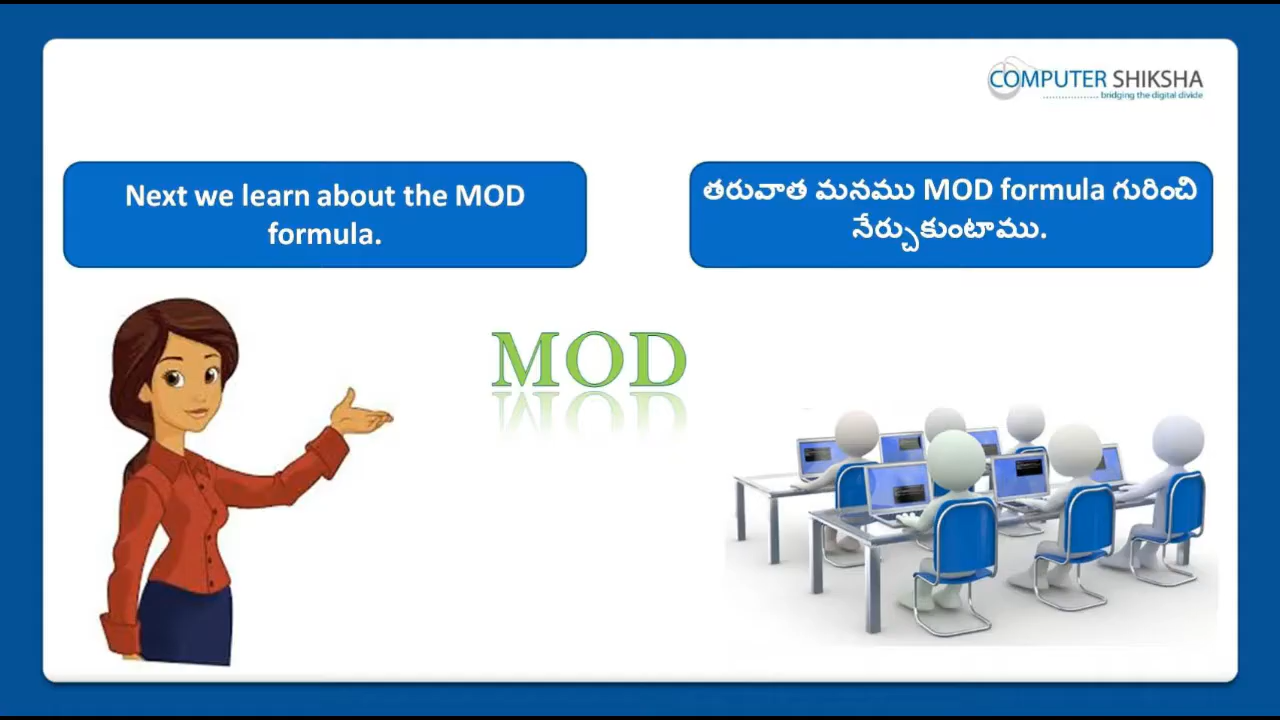 COMPUTER SHIKSHA
bridging the digital divide
Next we learn about the MOD
formula.
తరువాత మనము MOD formula గురించి
నేర్చుకుంటాము.
MOD